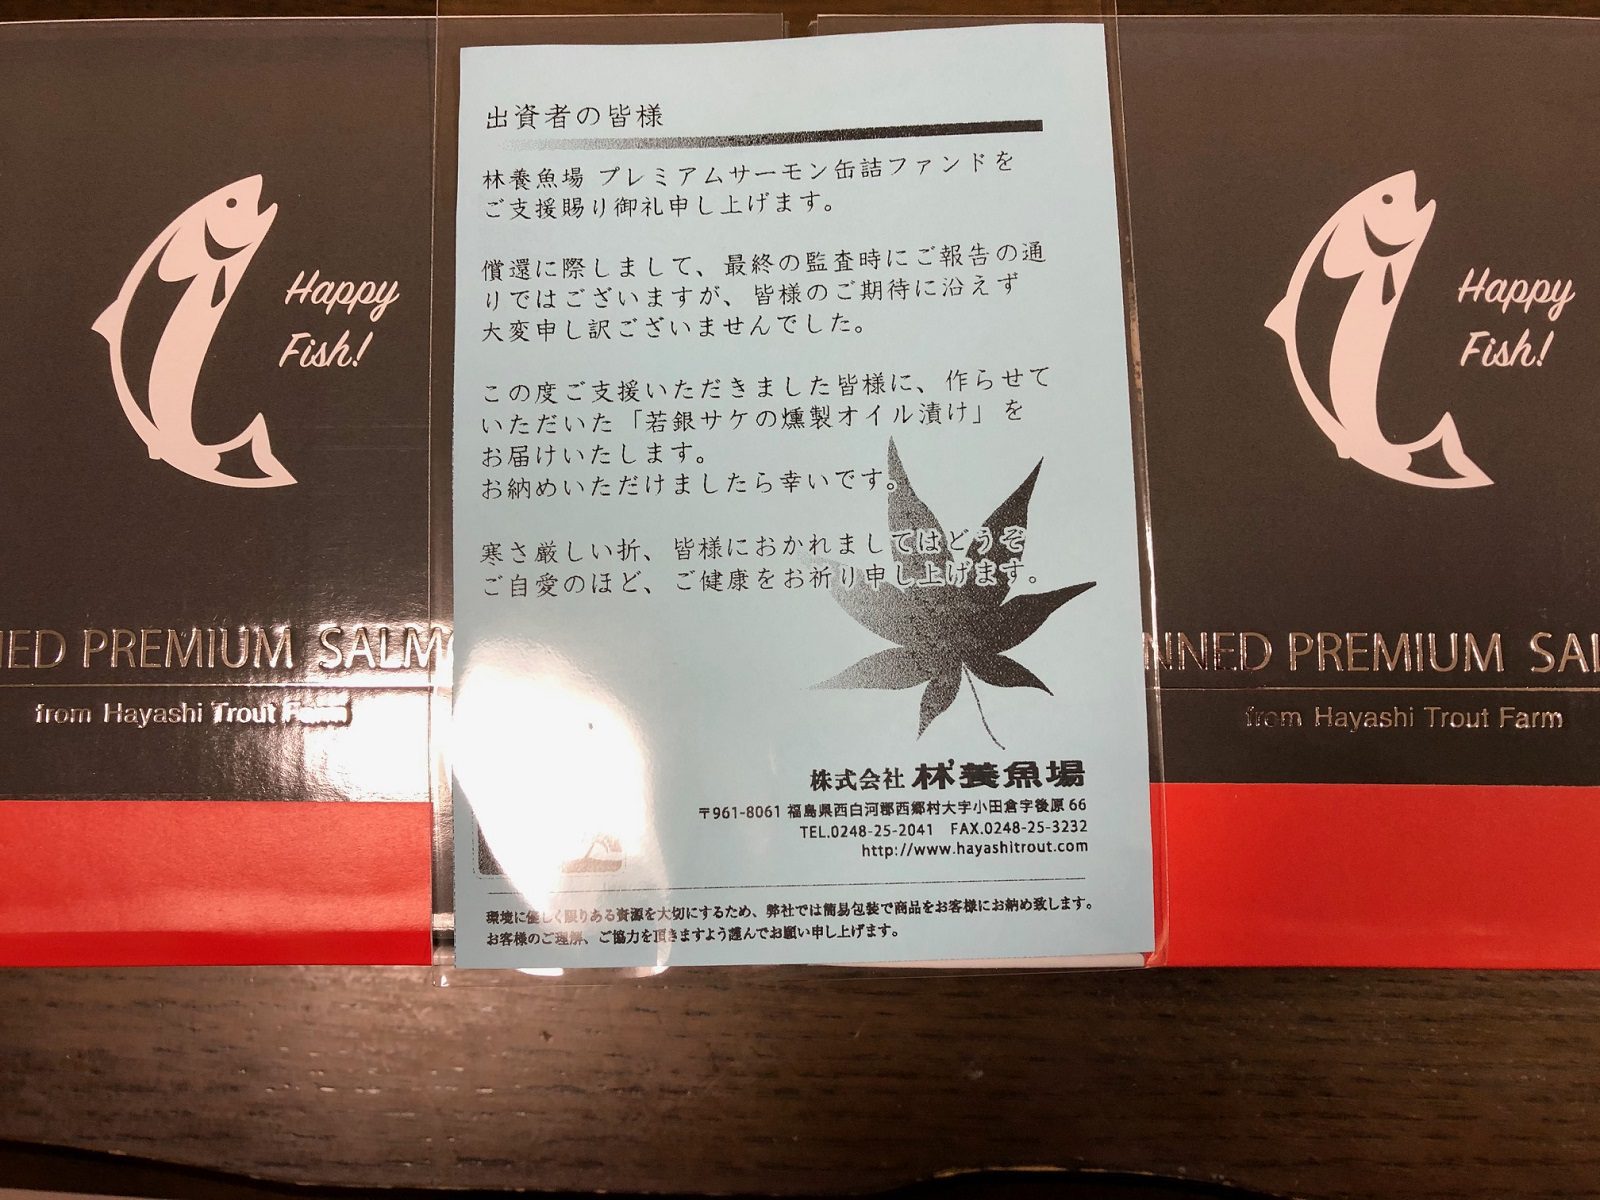 出資者の皆様
林養魚場 プレミアムサーモン缶詰ファンドを
ご支援賜り御礼申し上げます。
償還に際しまして、最終の監査時にご報告の通
りではございますが、皆様のご期待に沿えず
大変申し訳ございませんでした。
この度ご支援いただきました皆様に、作らせて
いただいた「若銀サケの燻製オイル漬け」を
お届けいたします。
お納めいただけましたら幸いです。
寒さ厳しい折、皆様におかれましてはどうぞ
ご自愛のほど、ご健康をお祈り申し上げます。
株式会社 林養魚場
〒961-8061 福島県西白河郡西郷村大字小田倉字後原 66
TEL.0248-25-2041 FAX.0248-25-3232
http://www.hayashitrout.com
環境に優しく限りある資源を大切にするため、弊社では簡易包装で商品をお客様にお納め致します。
お客様のご理解、ご協力を頂きますよう謹んでお願い申し上げます。
Happy
Fish!
NED PREMIUM SALM
from Hayashi Trout Farm
Happy
Fish!
NNED PREMIUM SAL
from Hayashi Trout Farm